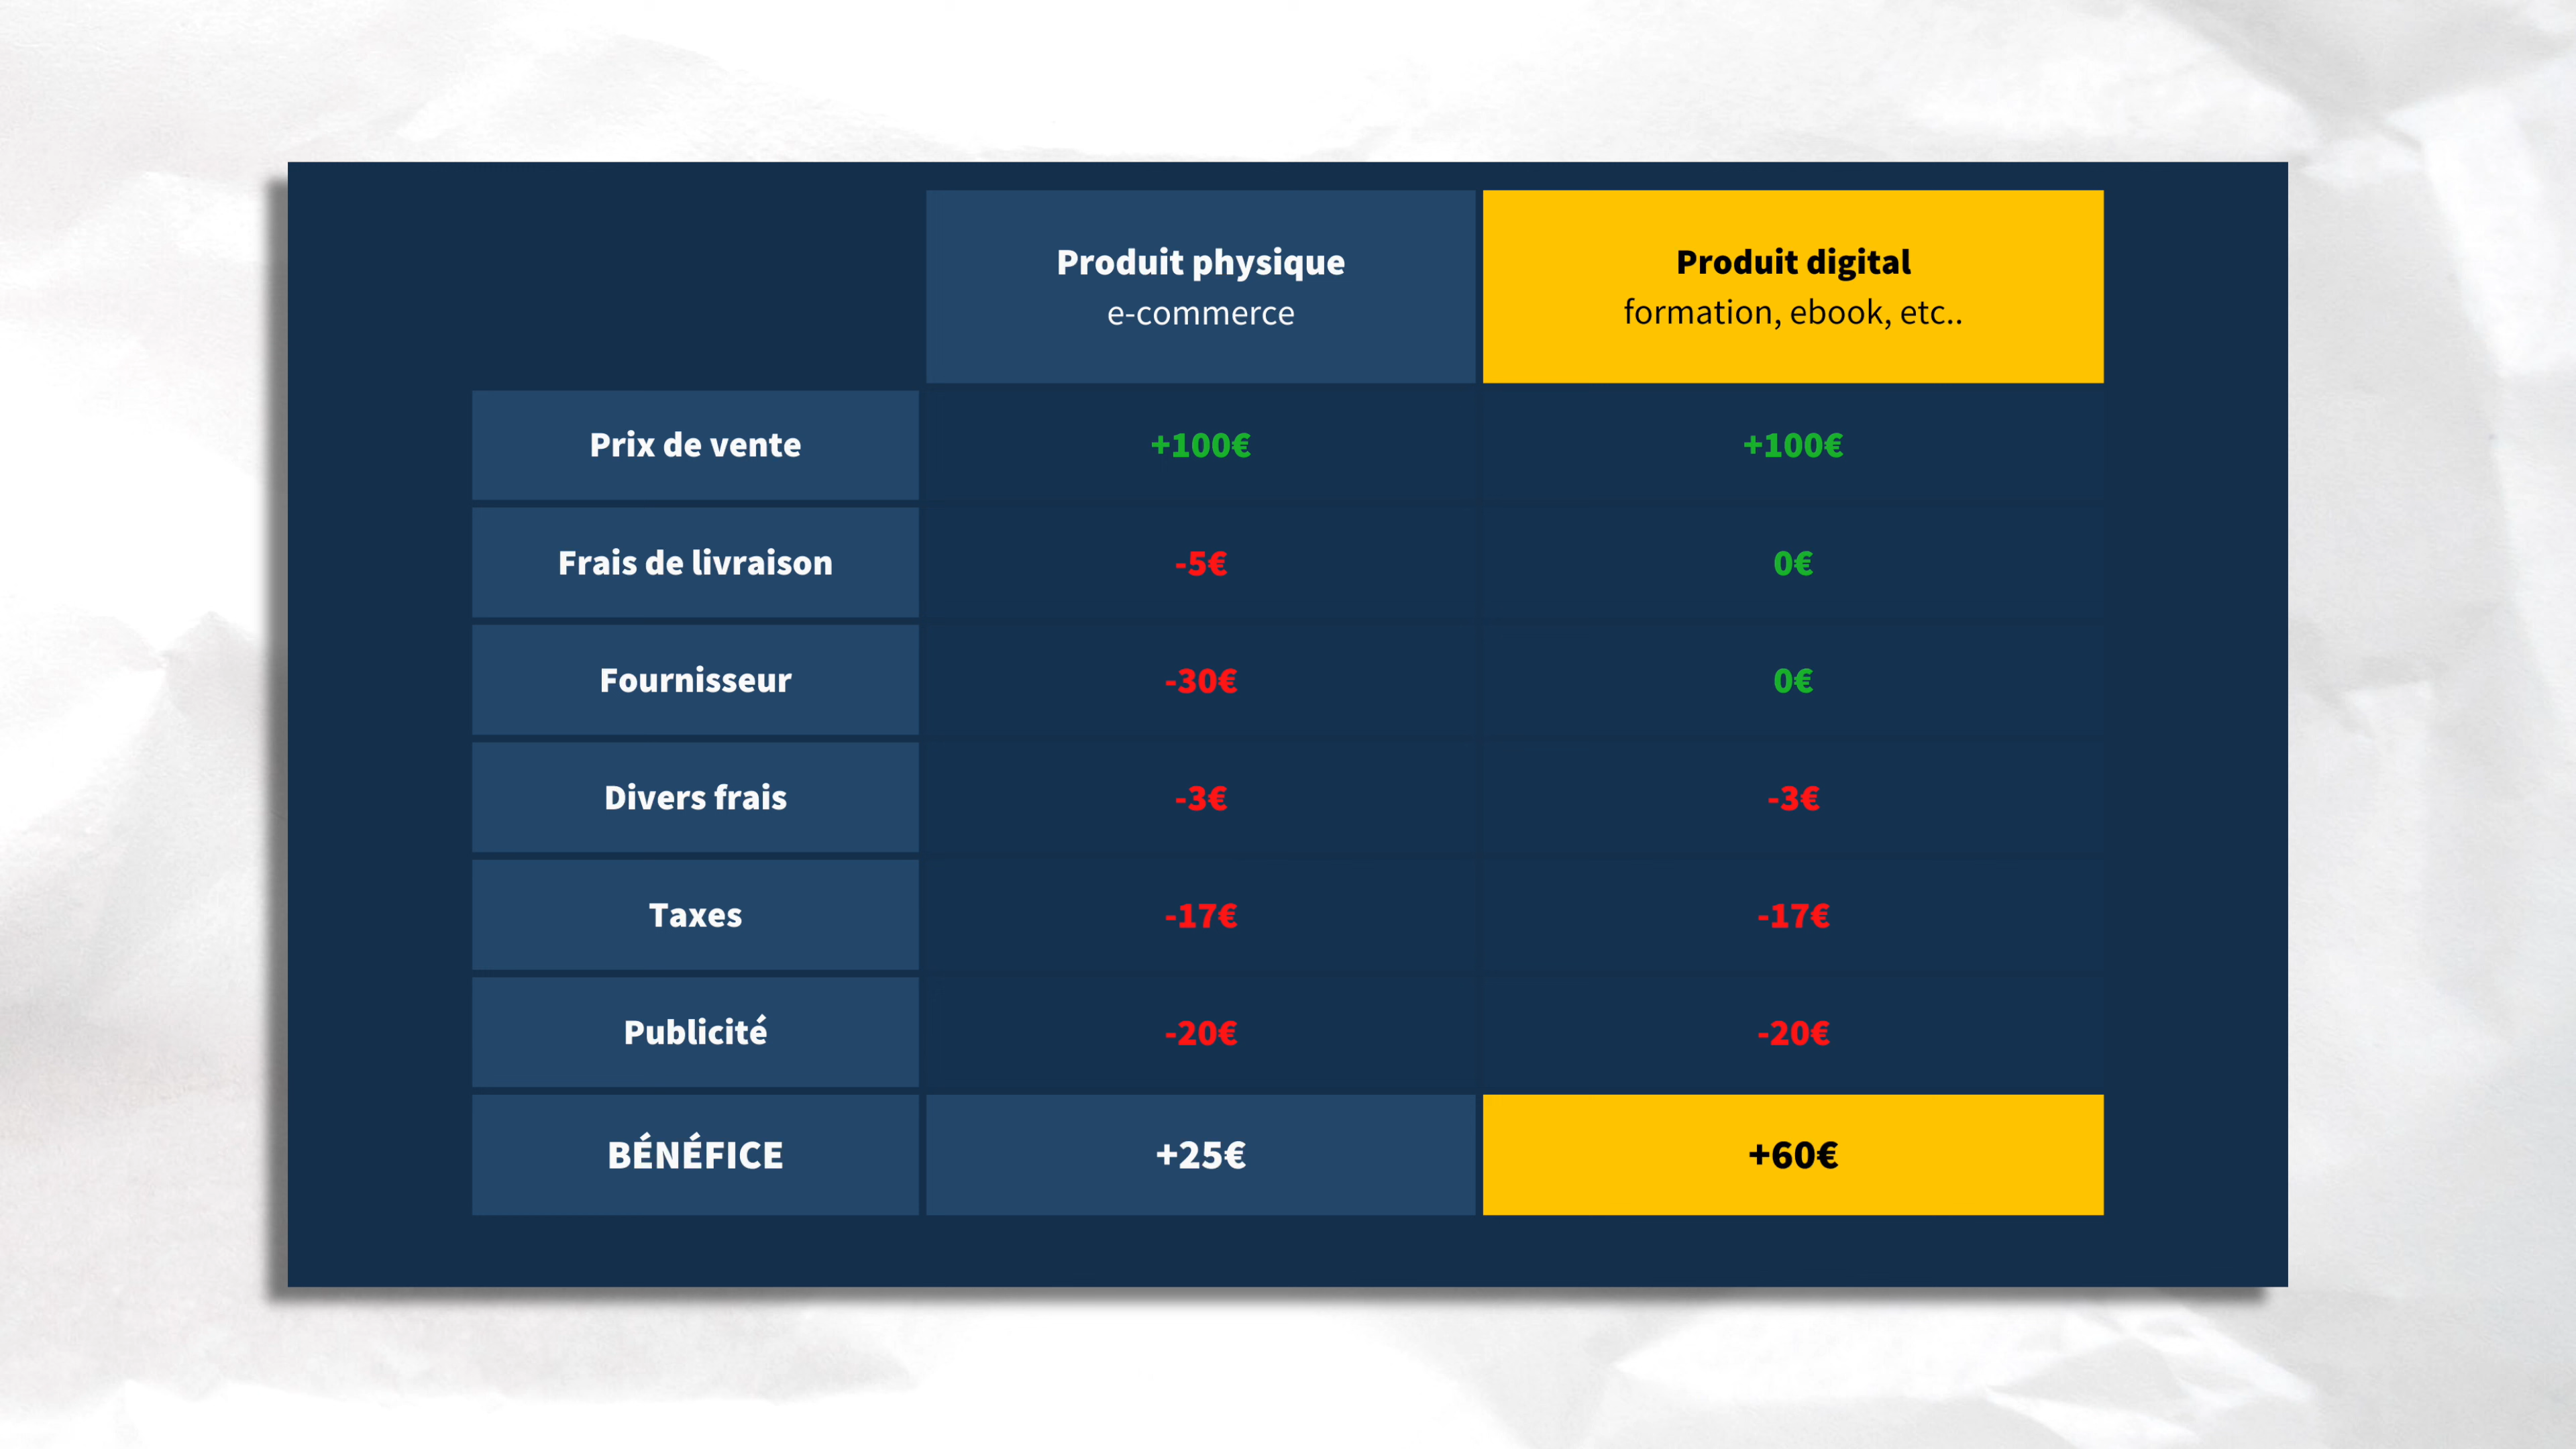 Produit physique
e-commerce
Produit digital
formation, ebook, etc..
Prix de vente
+100€
+100€
Frais de livraison
-5€
0€
Fournisseur
-30€
0€
Divers frais
-3€
-3€
Taxes
-17€
-17€
Publicité
-20€
-20€
BÉNÉFICE
+25€
+60€